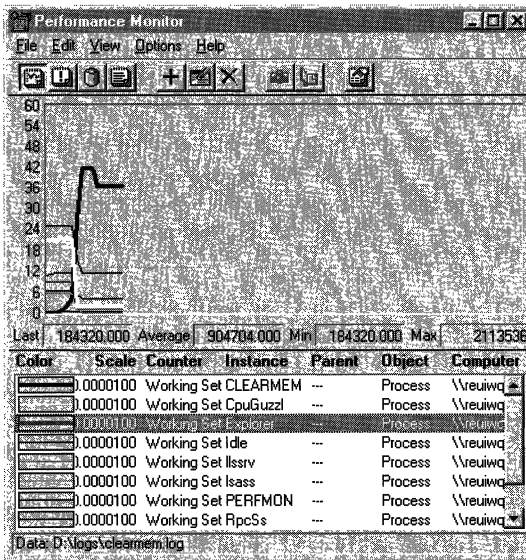 Performance Monitor
File Edit View Options Help
60
54
48
42
36
30
24
18
12
6
0
Last 184320.000 Average 904704.000 Min 184320.000 Max 2113536
Color Scale Counter Instance Parent Object Computer
0.0000100 Working Set CLEARMEM --- Process \\reuiwq
0.0000100 Working Set CpuGuzzl --- Process \\reuiwq
0.0000100 Working Set Explorer --- Process \\reuiwq
0.0000100 Working Set Idle --- Process \\reuiwq
0.0000100 Working Set llssrv --- Process \\reuiwq
0.0000100 Working Set lsass --- Process \\reuiwq
0.0000100 Working Set PERFMON --- Process \\reuiwq
0.0000100 Working Set RpcSs --- Process \\reuiwq
Data: D:\logs\clearmem.log